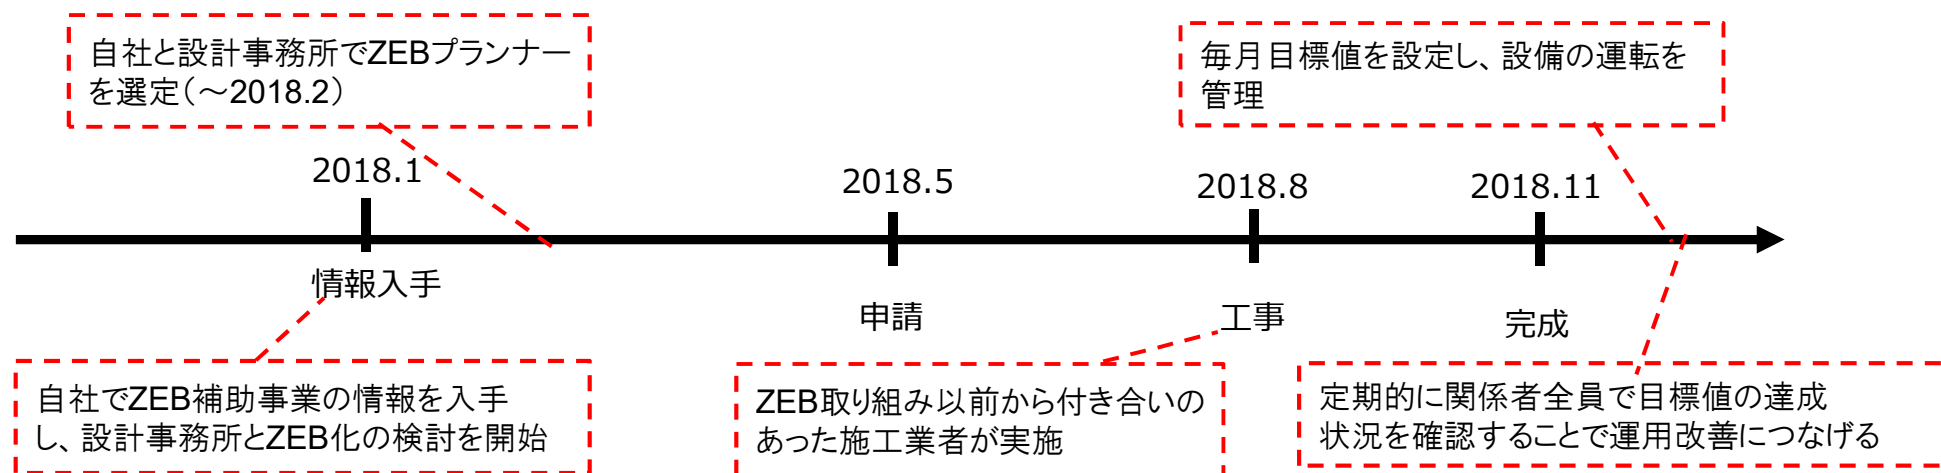 自社と設計事務所でZEBプランナー
を選定(～2018.2)
毎月目標値を設定し、設備の運転を
管理
2018.1
2018.5
2018.8
2018.11
情報入手
申請
工事
完成
自社でZEB補助事業の情報を入手
し、設計事務所とZEB化の検討を開始
ZEB取り組み以前から付き合いの
あった施工業者が実施
定期的に関係者全員で目標値の達成
状況を確認することで運用改善につなげる